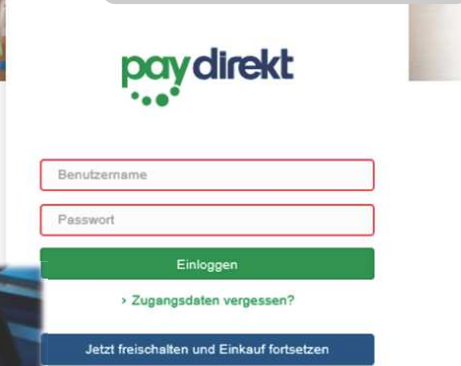 paydirekt
Benutzername
Passwort
Einloggen
› Zugangsdaten vergessen?
Jetzt freischalten und Einkauf fortsetzen